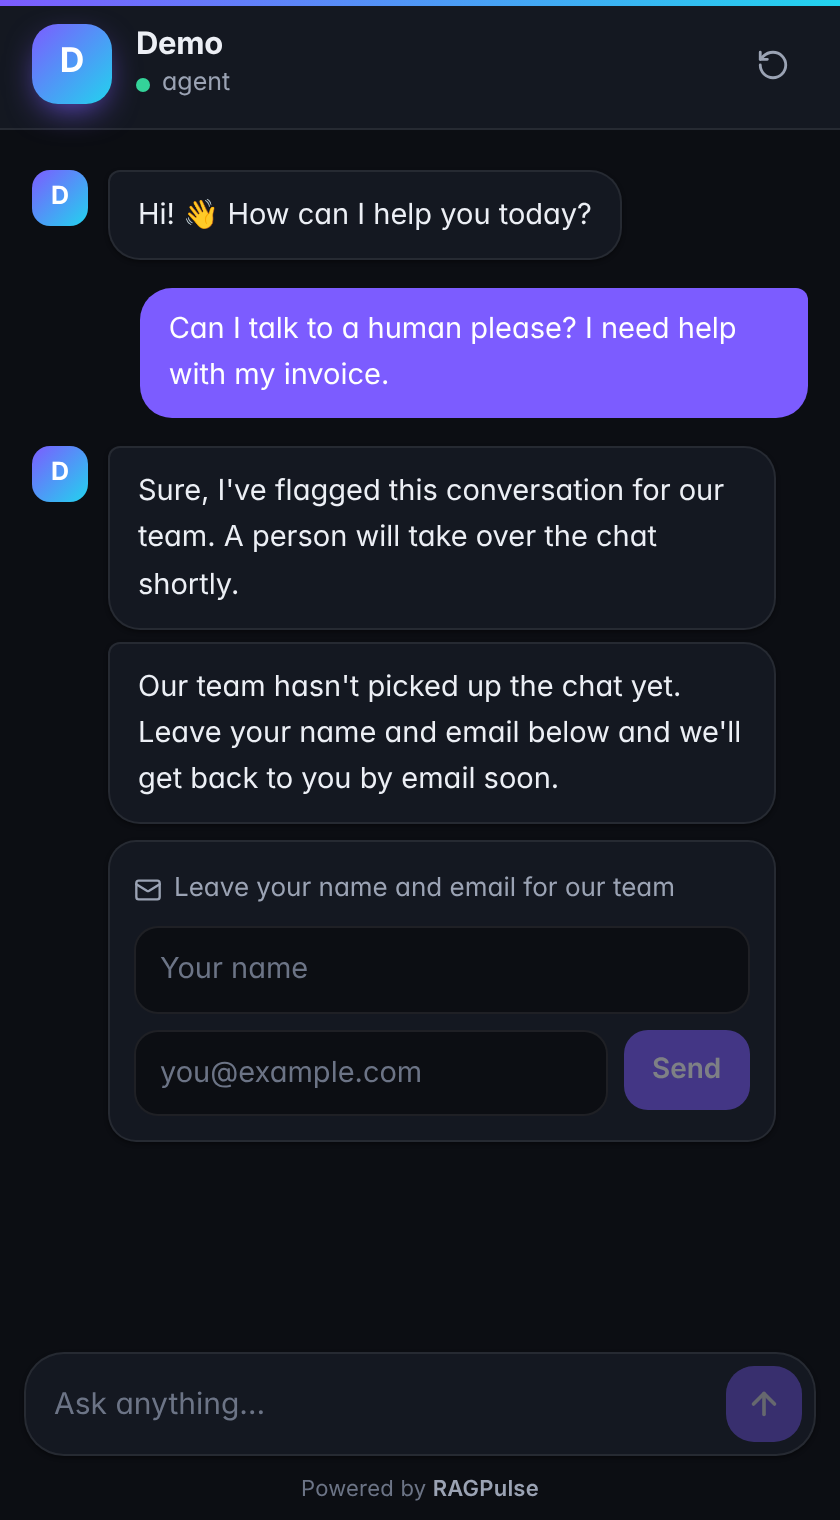 D
Demo
agent
D
Hi! 👋 How can I help you today?
Can I talk to a human please? I need help
with my invoice.
D
Sure, I've flagged this conversation for our
team. A person will take over the chat
shortly.
Our team hasn't picked up the chat yet.
Leave your name and email below and we'll
get back to you by email soon.
Leave your name and email for our team
Your name
you@example.com
Send
Ask anything...
Powered by RAGPulse